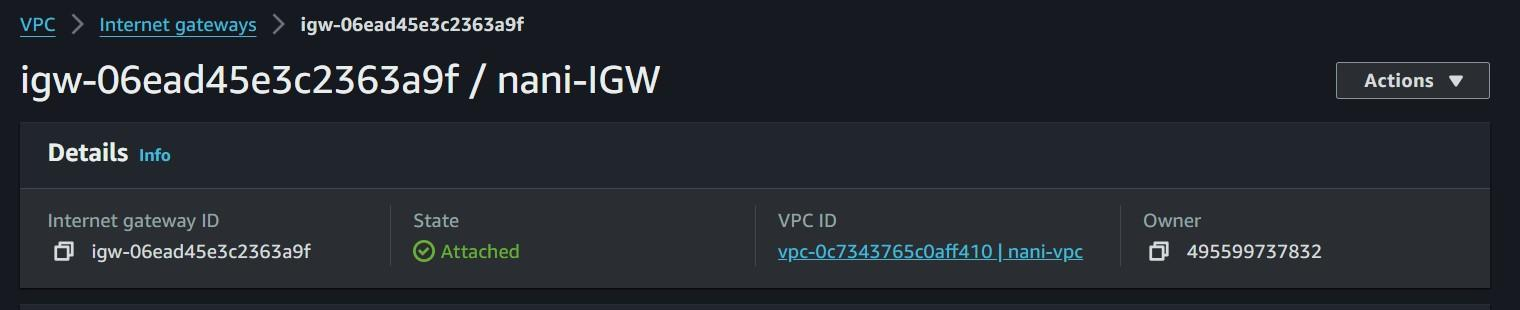 VPC > Internet gateways > igw-06ead45e3c2363a9f
igw-06ead45e3c2363a9f / nani-IGW
Actions ▼
Details Info
Internet gateway ID
igw-06ead45e3c2363a9f
State
Attached
VPC ID
vpc-0c7343765c0aff410 | nani-vpc
Owner
495599737832